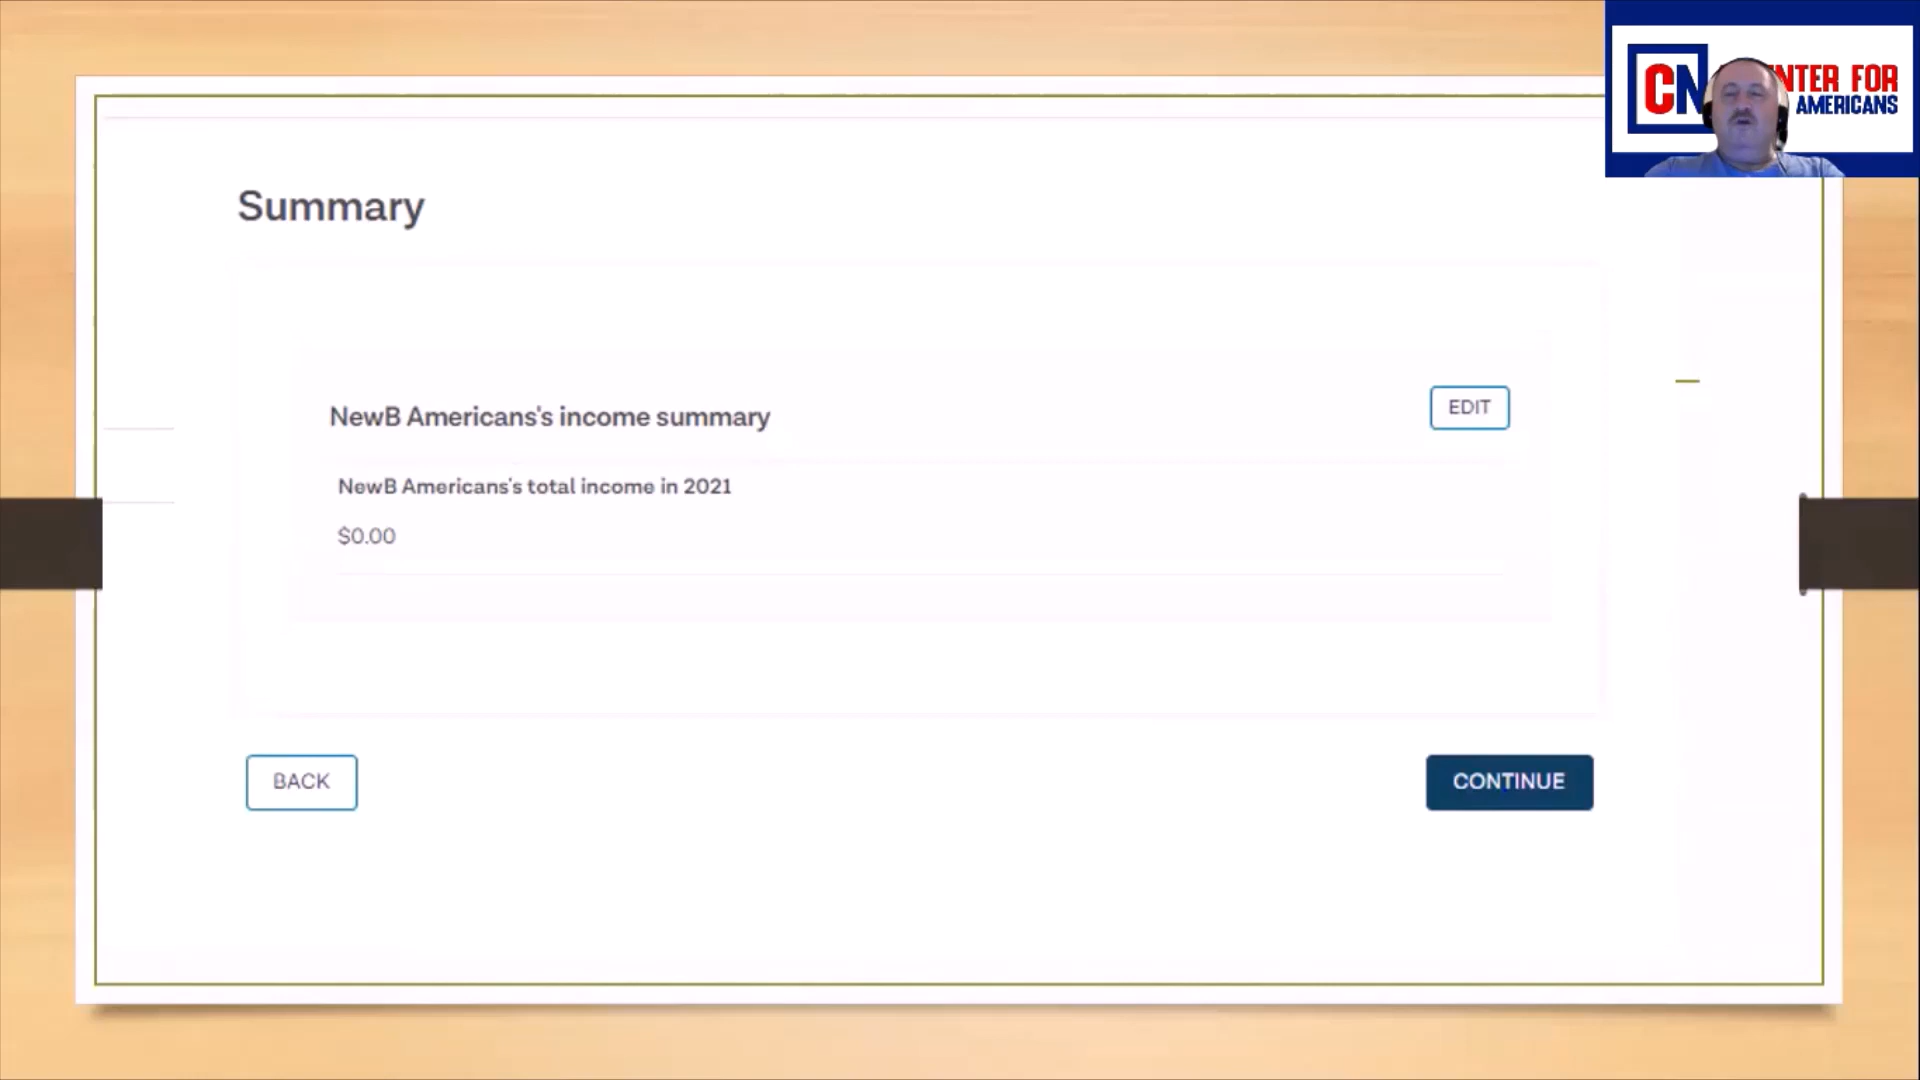 CN
ENTER FOR
AMERICANS
Summary
NewB Americans's income summary
EDIT
NewB Americans's total income in 2021
$0.00
BACK
CONTINUE